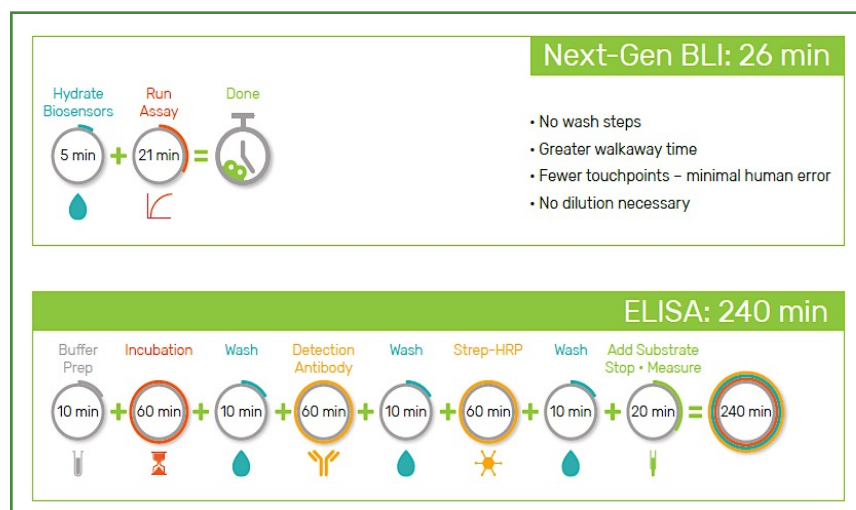 Next-Gen BLI: 26 min
Hydrate
Biosensors
Run
Assay
Done
5 min + 21 min =
• No wash steps
• Greater walkaway time
• Fewer touchpoints – minimal human error
• No dilution necessary
ELISA: 240 min
Buffer
Prep
Incubation
Wash
Detection
Antibody
Wash
Strep-HRP
Wash
Add Substrate
Stop • Measure
10 min + 60 min + 10 min + 60 min + 10 min + 60 min + 10 min + 20 min = 240 min